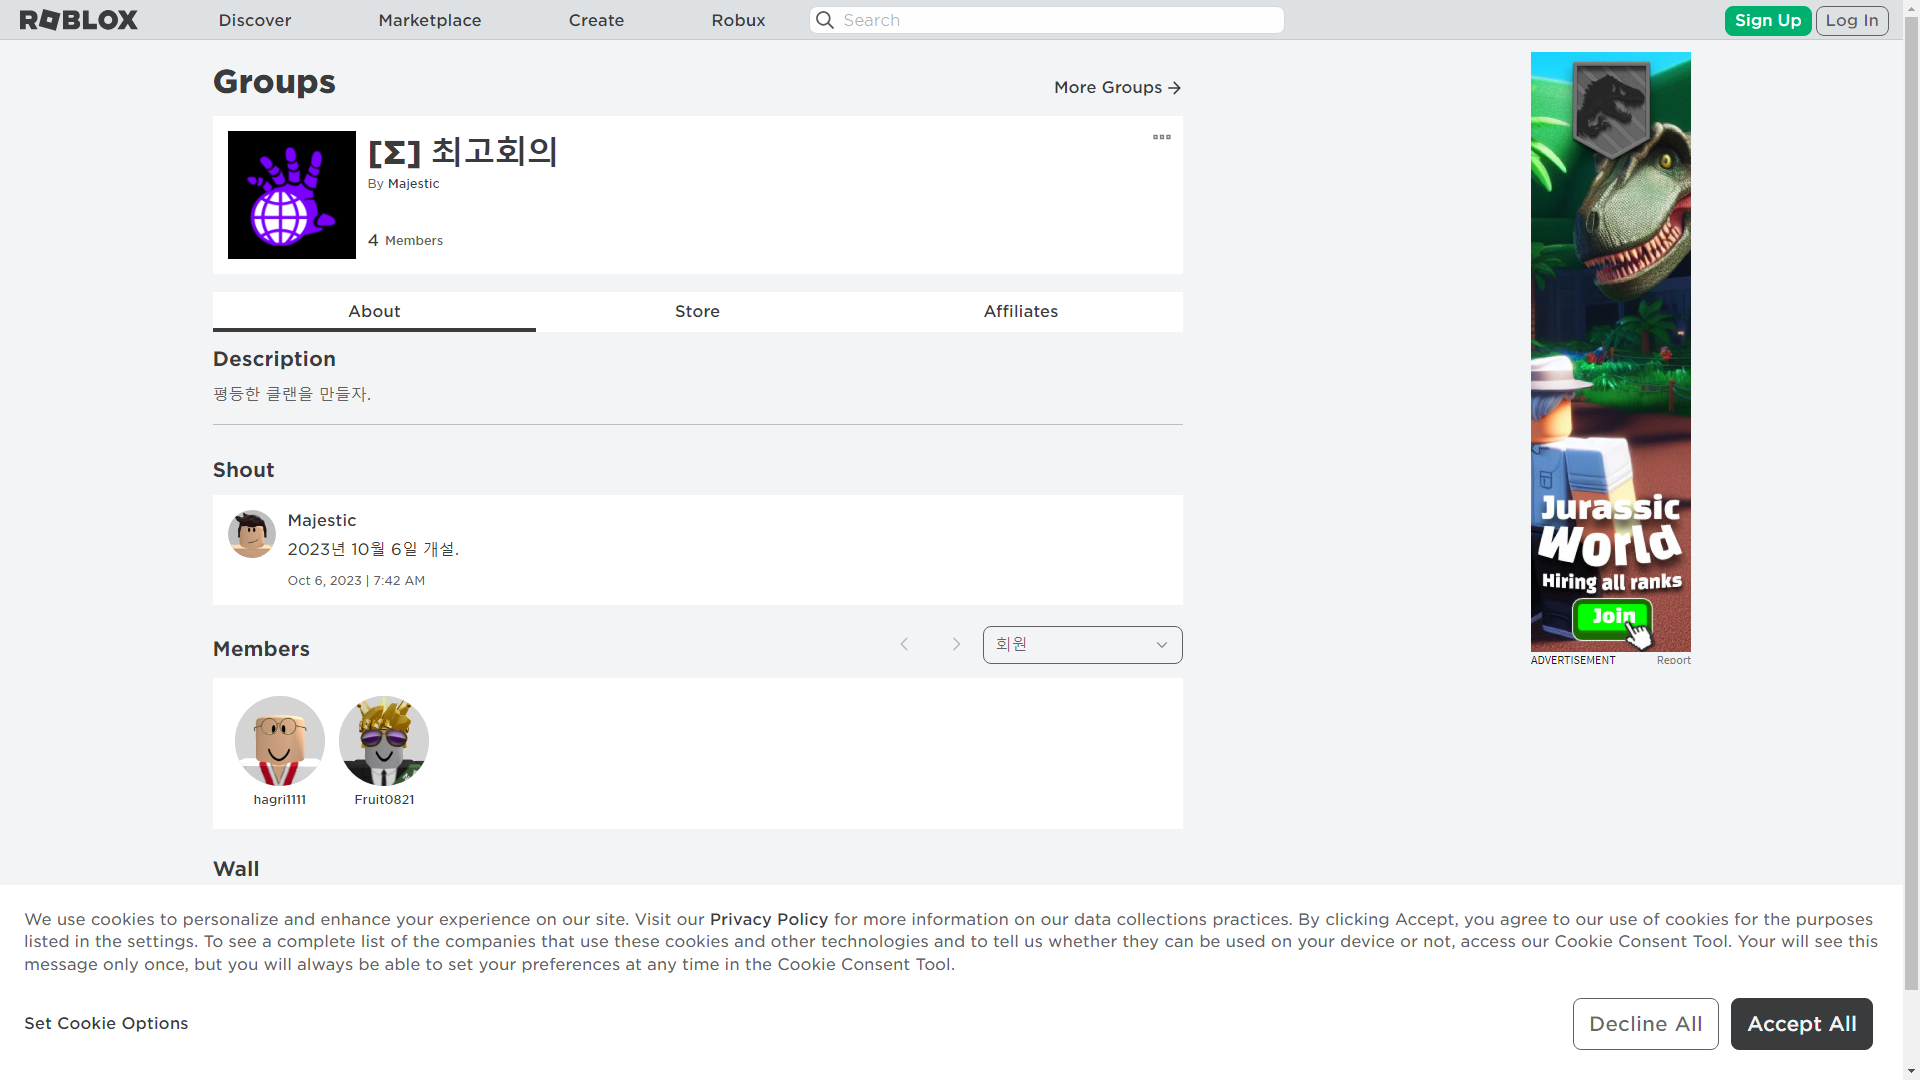 ROBLOX
Discover
Marketplace
Create
Robux
Search
Sign Up
Log In
Groups
More Groups
[Σ] 최고회의
By Majestic
4 Members
About
Store
Affiliates
Description
평등한 클랜을 만들자.
Shout
Majestic
2023년 10월 6일 개설.
Oct 6, 2023 | 7:42 AM
Members
회원
hagri1111
Fruit0821
Wall
Jurassic
World
Hiring all ranks
Join
ADVERTISEMENT
Report
We use cookies to personalize and enhance your experience on our site. Visit our Privacy Policy for more information on our data collections practices. By clicking Accept, you agree to our use of cookies for the purposes
listed in the settings. To see a complete list of the companies that use these cookies and other technologies and to tell us whether they can be used on your device or not, access our Cookie Consent Tool. Your will see this
message only once, but you will always be able to set your preferences at any time in the Cookie Consent Tool.
Set Cookie Options
Decline All
Accept All